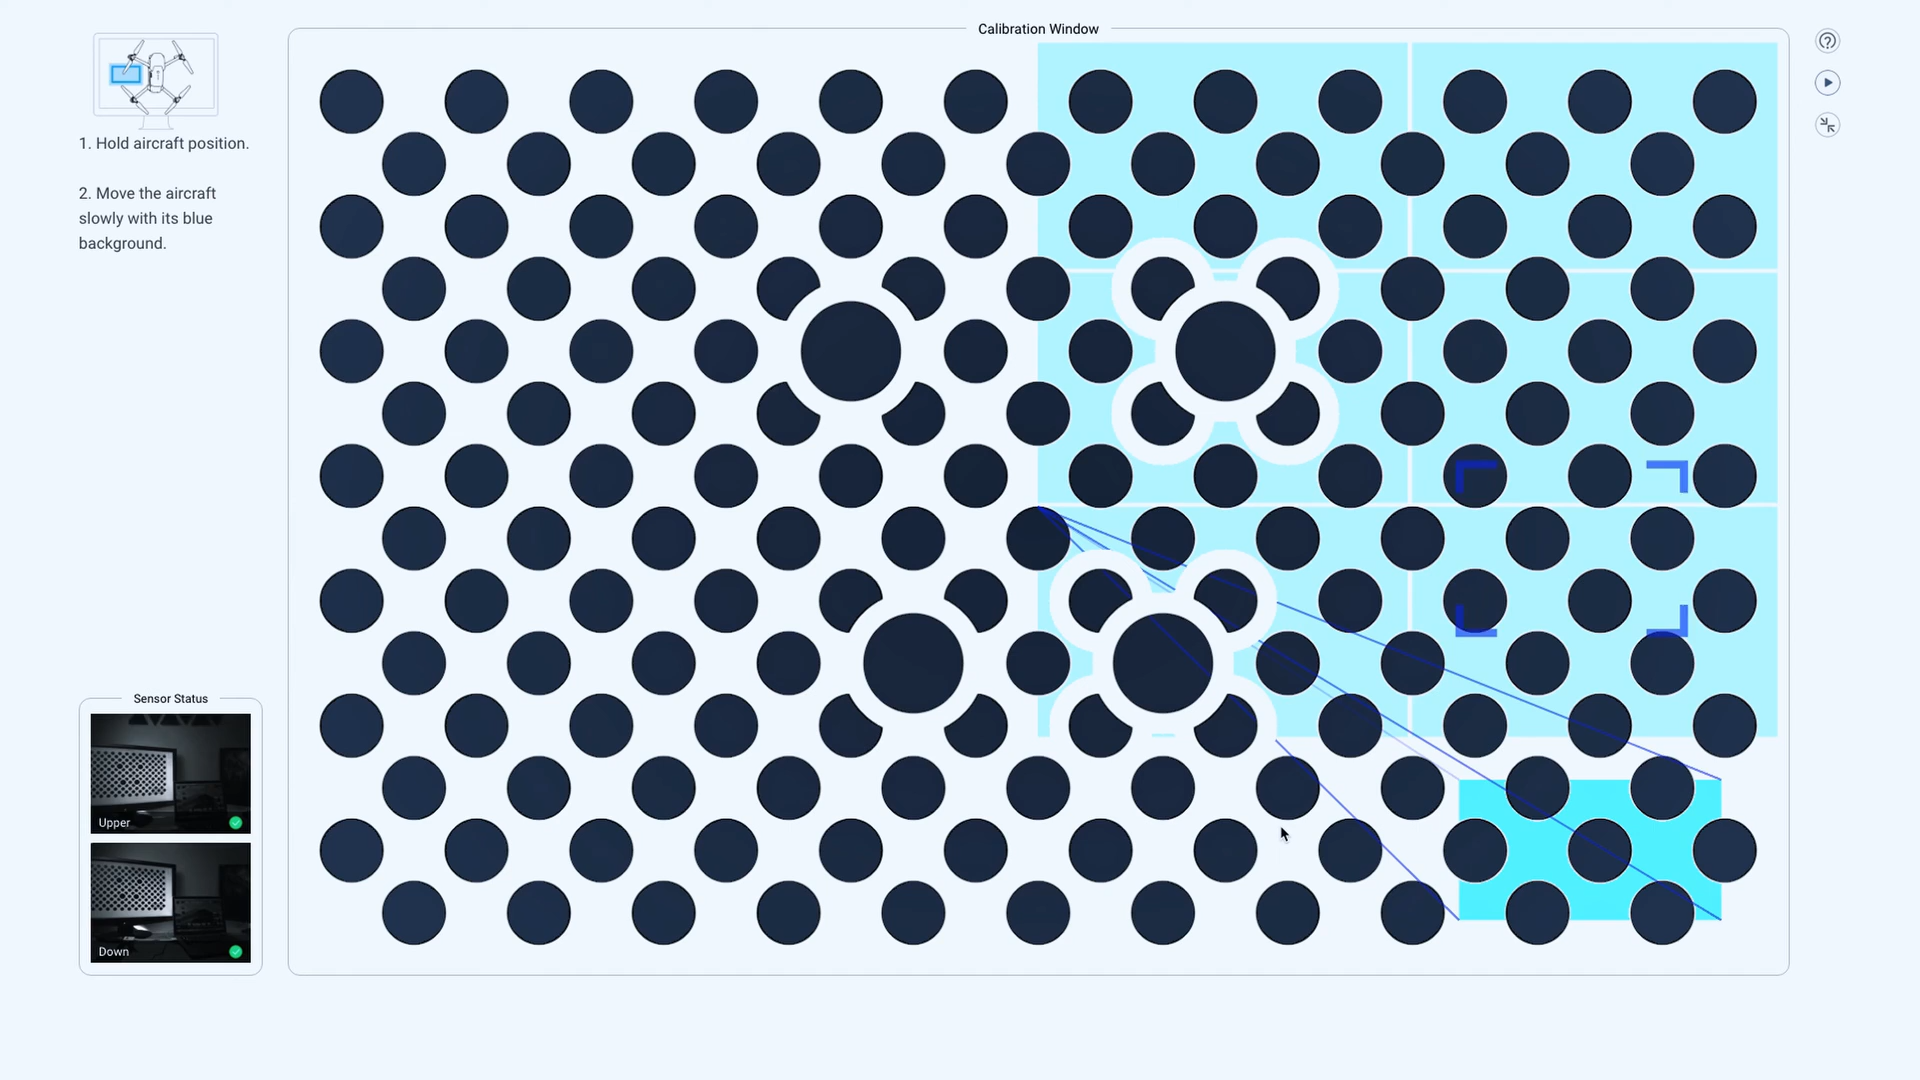 Calibration Window
1. Hold aircraft position.
2. Move the aircraft
slowly with its blue
background.
Sensor Status
Upper
Down